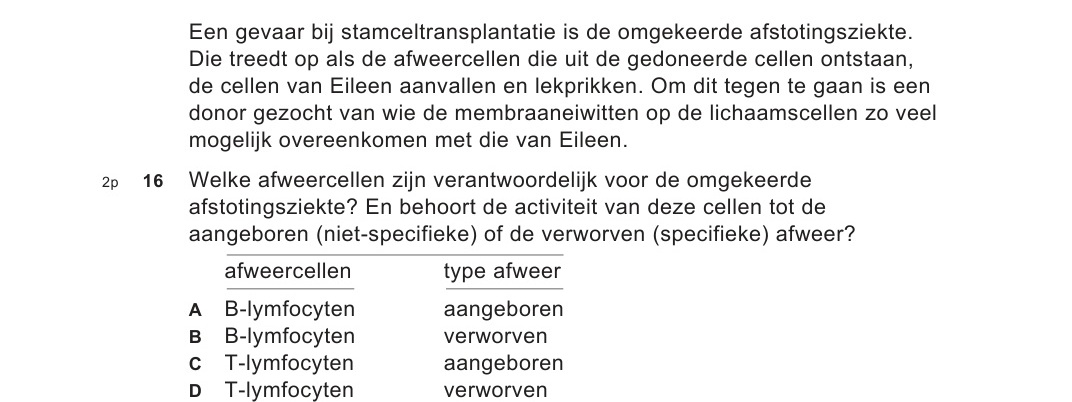 Een gevaar bij stamceltransplantatie is de omgekeerde afstotingsziekte.
Die treedt op als de afweercellen die uit de gedoneerde cellen ontstaan,
de cellen van Eileen aanvallen en lekprikken. Om dit tegen te gaan is een
donor gezocht van wie de membraaneiwitten op de lichaamscellen zo veel
mogelijk overeenkomen met die van Eileen.
2p 16 Welke afweercellen zijn verantwoordelijk voor de omgekeerde
afstotingsziekte? En behoort de activiteit van deze cellen tot de
aangeboren (niet-specifieke) of de verworven (specifieke) afweer?
afweercellen type afweer
A B-lymfocyten aangeboren
B B-lymfocyten verworven
C T-lymfocyten aangeboren
D T-lymfocyten verworven